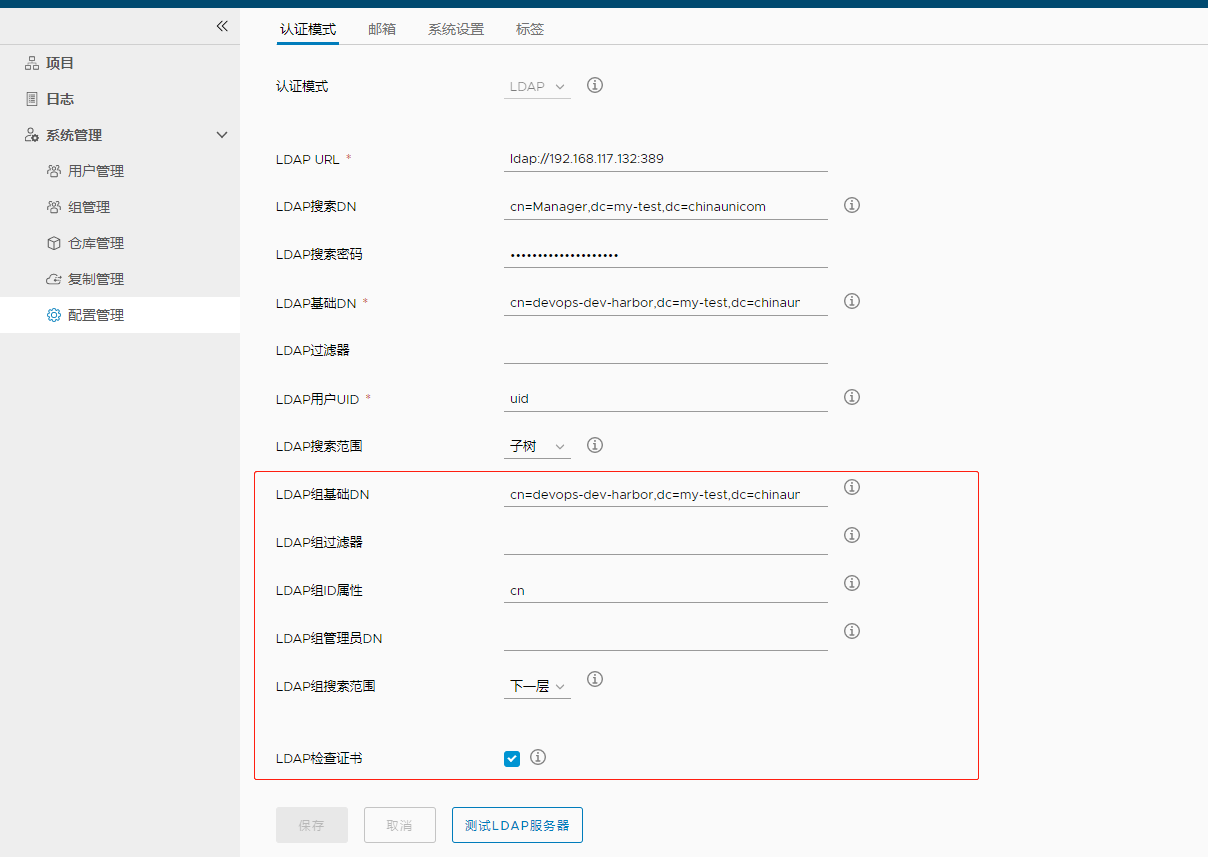 认证模式 邮箱 系统设置 标签
项目
日志
系统管理
用户管理
组管理
仓库管理
复制管理
配置管理
认证模式 LDAP
LDAP URL * ldap://192.168.117.132:389
LDAP搜索DN cn=Manager,dc=my-test,dc=chinaunicom
LDAP搜索密码 ••••••••••••••••••••
LDAP基础DN * cn=devops-dev-harbor,dc=my-test,dc=chinaur
LDAP过滤器
LDAP用户UID * uid
LDAP搜索范围 子树
LDAP组基础DN cn=devops-dev-harbor,dc=my-test,dc=chinaur
LDAP组过滤器
LDAP组ID属性 cn
LDAP组管理员DN
LDAP组搜索范围 下一层
LDAP检查证书
保存 取消 测试LDAP服务器